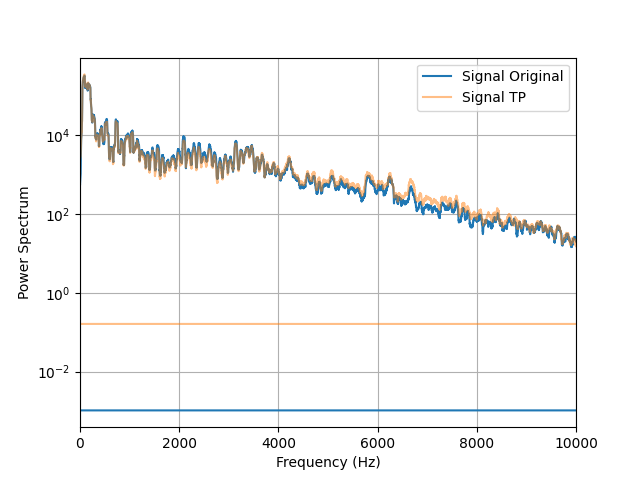 Signal Original
Signal TP
Power Spectrum
10^4
10^2
10^0
10^-2
0 2000 4000 6000 8000 10000
Frequency (Hz)